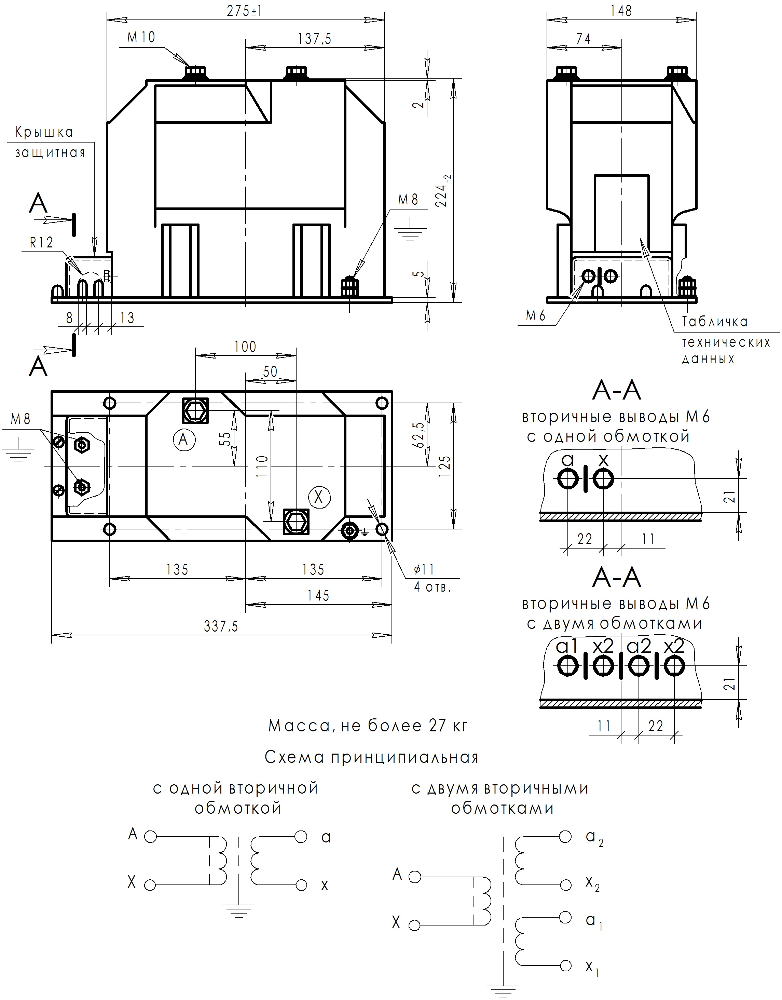 275±1
148
M10
137,5
74
2
Крышка
защитная
224 -2
M8
A
R12
5
8
13
M6
Табличка
технических
данных
A
100
50
A-A
вторичные выводы M6
с одной обмоткой
M8
A
55
110
62,5
125
X
a
x
21
22
11
135
135
ϕ11
4 отв.
145
337,5
A-A
вторичные выводы M6
с двумя обмотками
a1
x2
a2
x2
21
11
22
Масса, не более 27 кг
Схема принципиальная
с одной вторичной
обмоткой
с двумя вторичными
обмотками
A
a
X
x
A
X
a2
x2
a1
x1